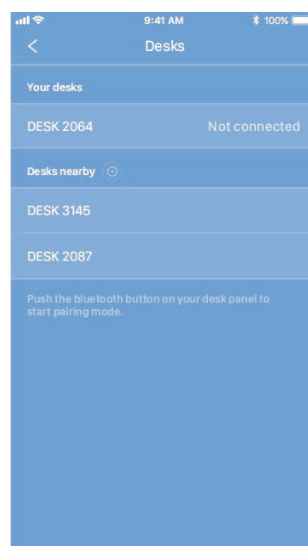 9:41 AM
100%
Desks
Your desks
DESK 2064
Not connected
Desks nearby
DESK 3145
DESK 2087
Push the bluetooth button on your desk panel to
start pairing mode.